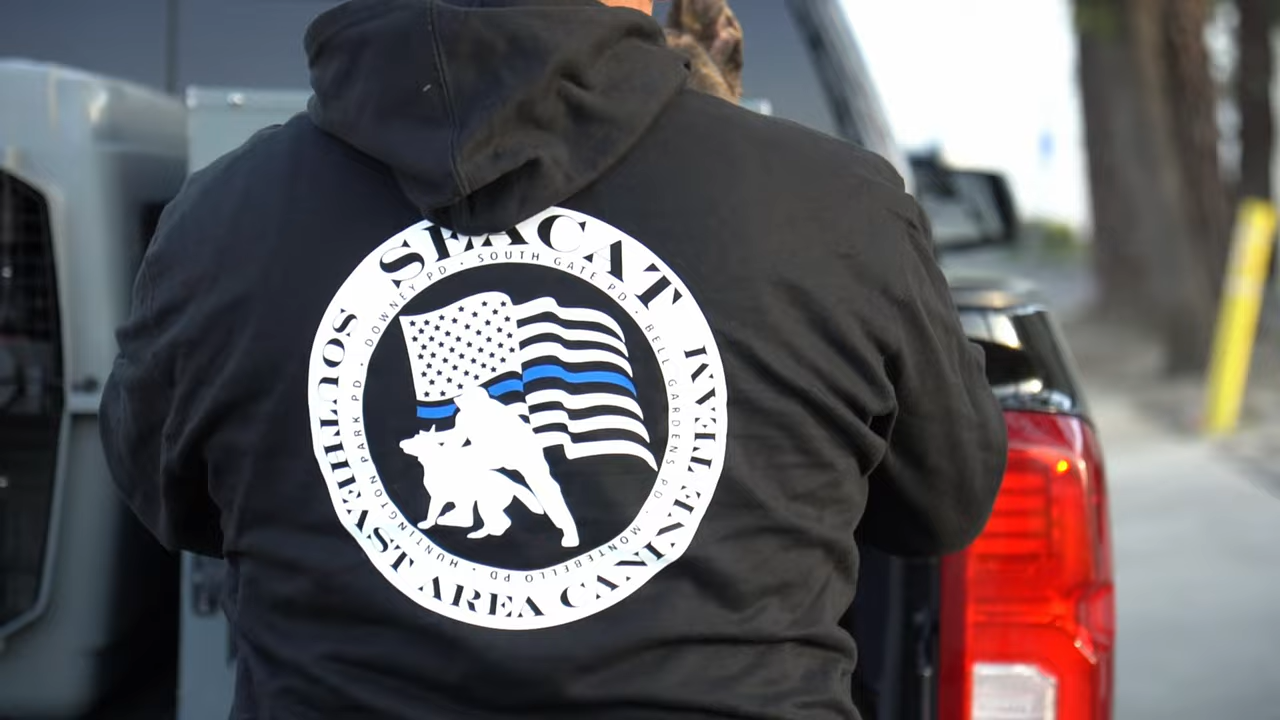 SEACAT
SOUTHEAST AREA CANINE TEAM
HUNTINGTON PARK PD · DOWNEY PD · SOUTH GATE PD · BELL GARDENS PD · MONTEBELLO PD ·